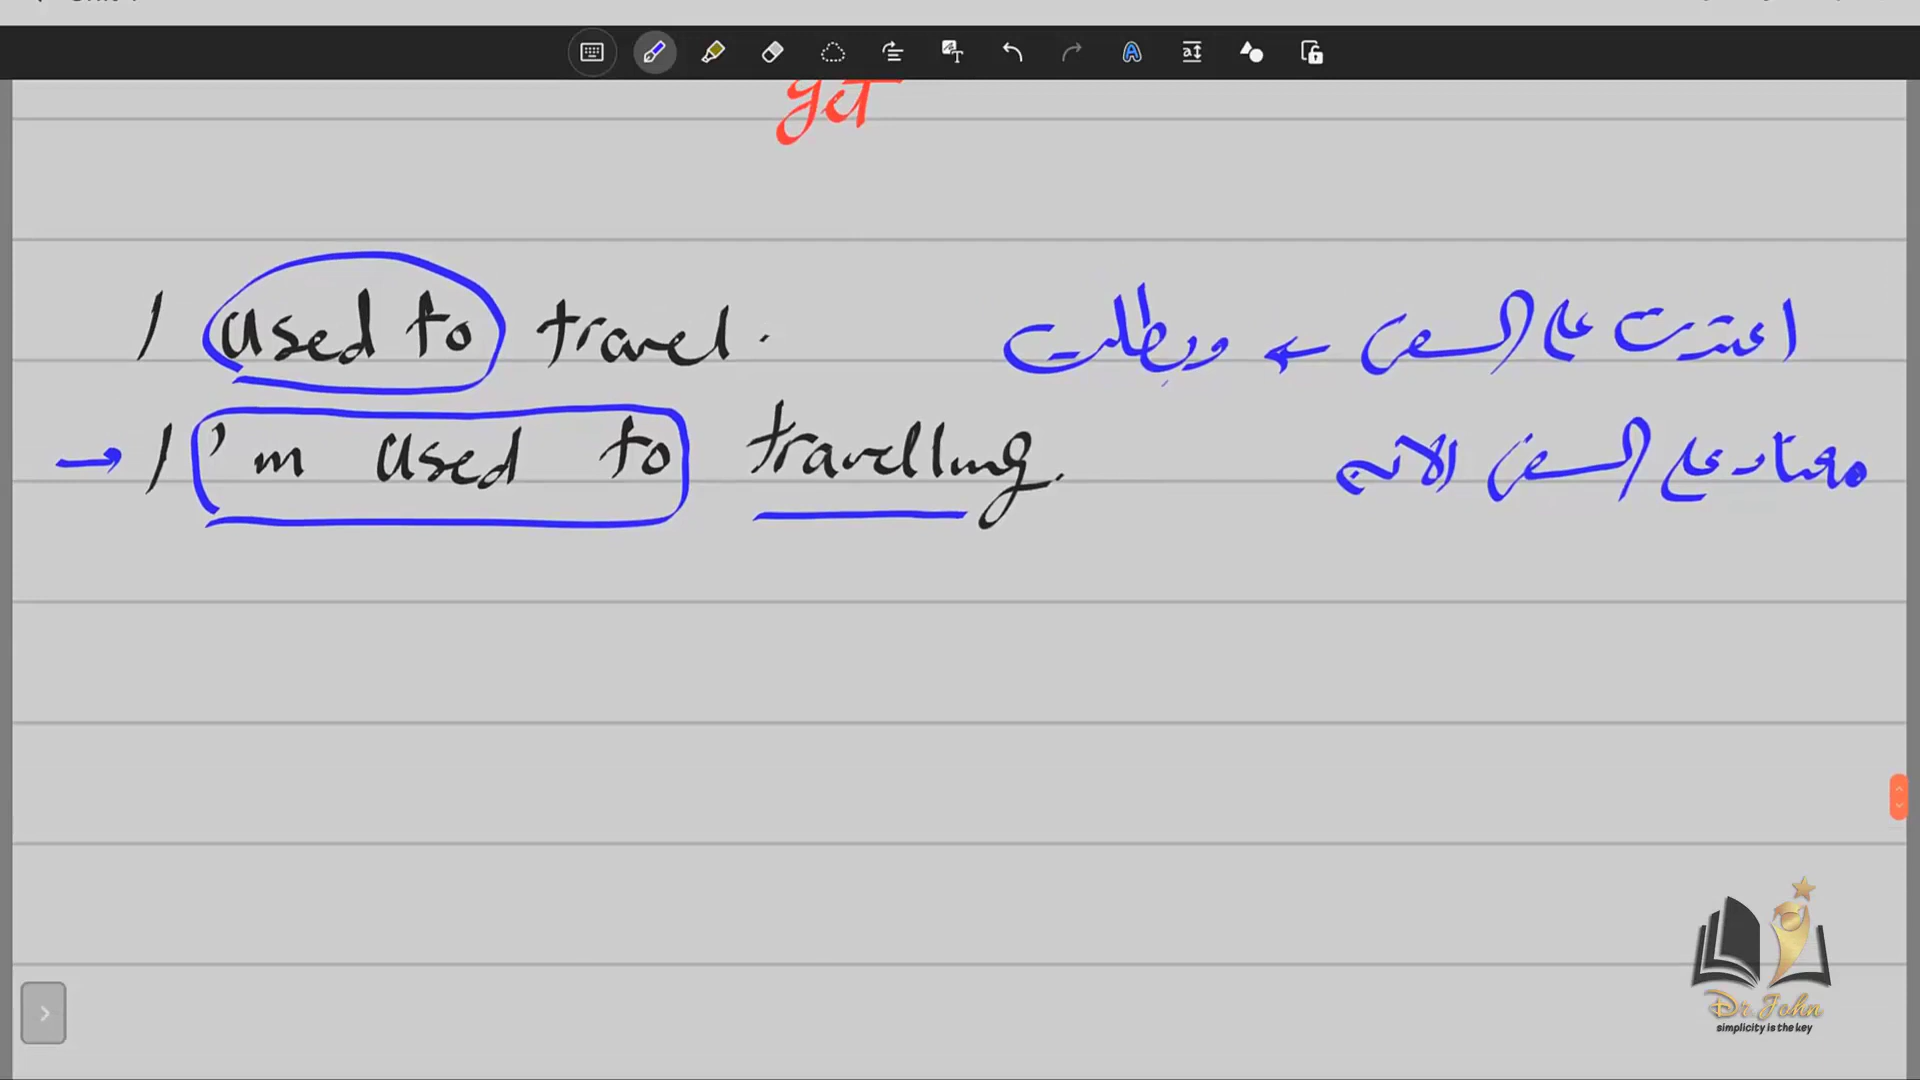 yet
I used to travel. اعتدت على السفر ← وبطلت
→ I'm used to travelling. معتاد على السفر الآن
Dr. John
simplicity is the key